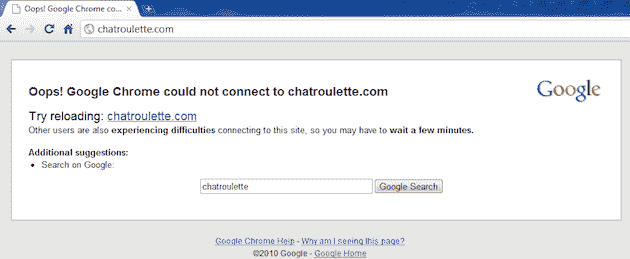 Oops! Google Chrome co...
chatroulette.com
Oops! Google Chrome could not connect to chatroulette.com
Google
Try reloading: chatroulette.com
Other users are also experiencing difficulties connecting to this site, so you may have to wait a few minutes.
Additional suggestions:
• Search on Google:
chatroulette Google Search
Google Chrome Help - Why am I seeing this page?
©2010 Google - Google Home